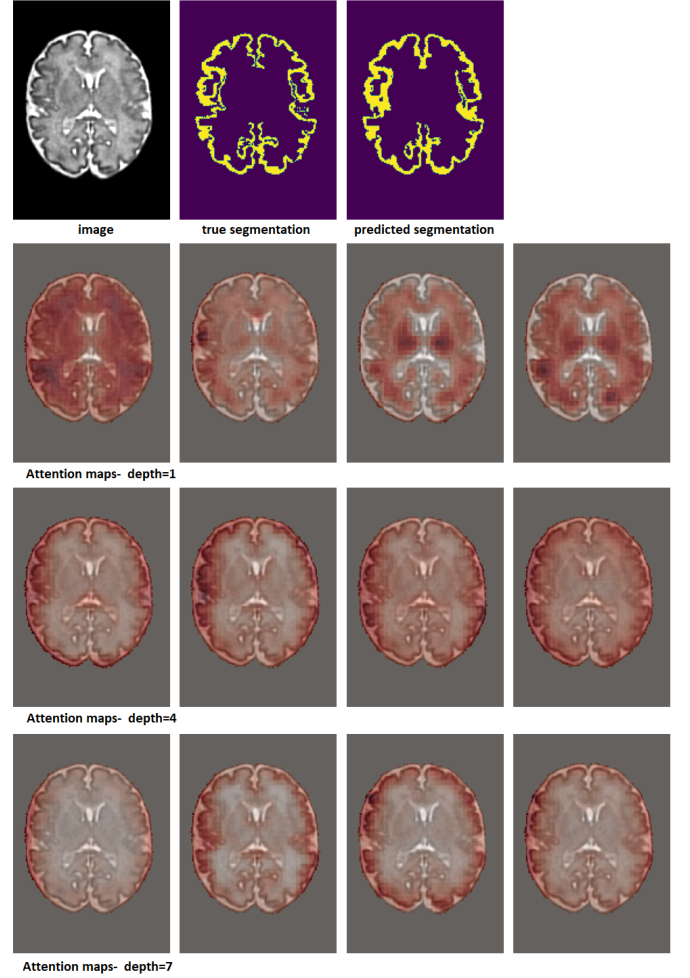 image
true segmentation
predicted segmentation
Attention maps- depth=1
Attention maps- depth=4
Attention maps- depth=7